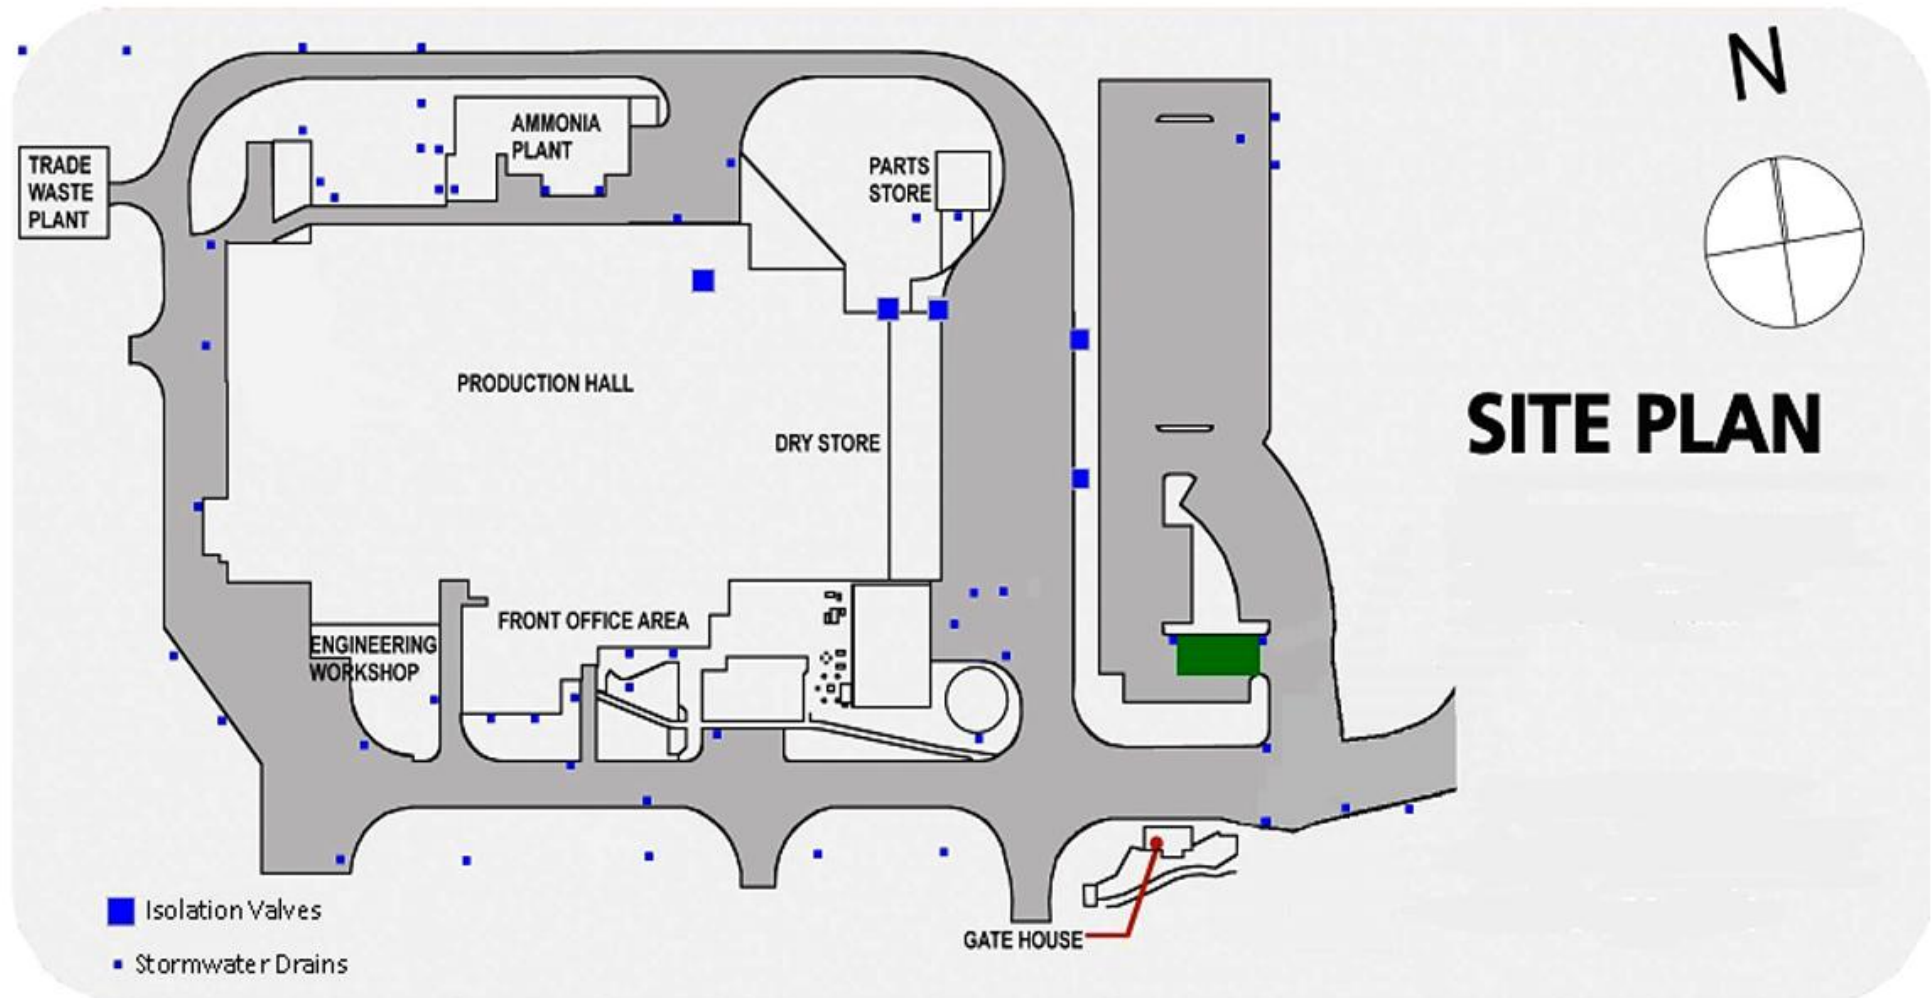 N
AMMONIA
PLANT
TRADE
WASTE
PLANT
PARTS
STORE
PRODUCTION HALL
SITE PLAN
DRY STORE
FRONT OFFICE AREA
ENGINEERING
WORKSHOP
Isolation Valves
GATE HOUSE
Stormwater Drains